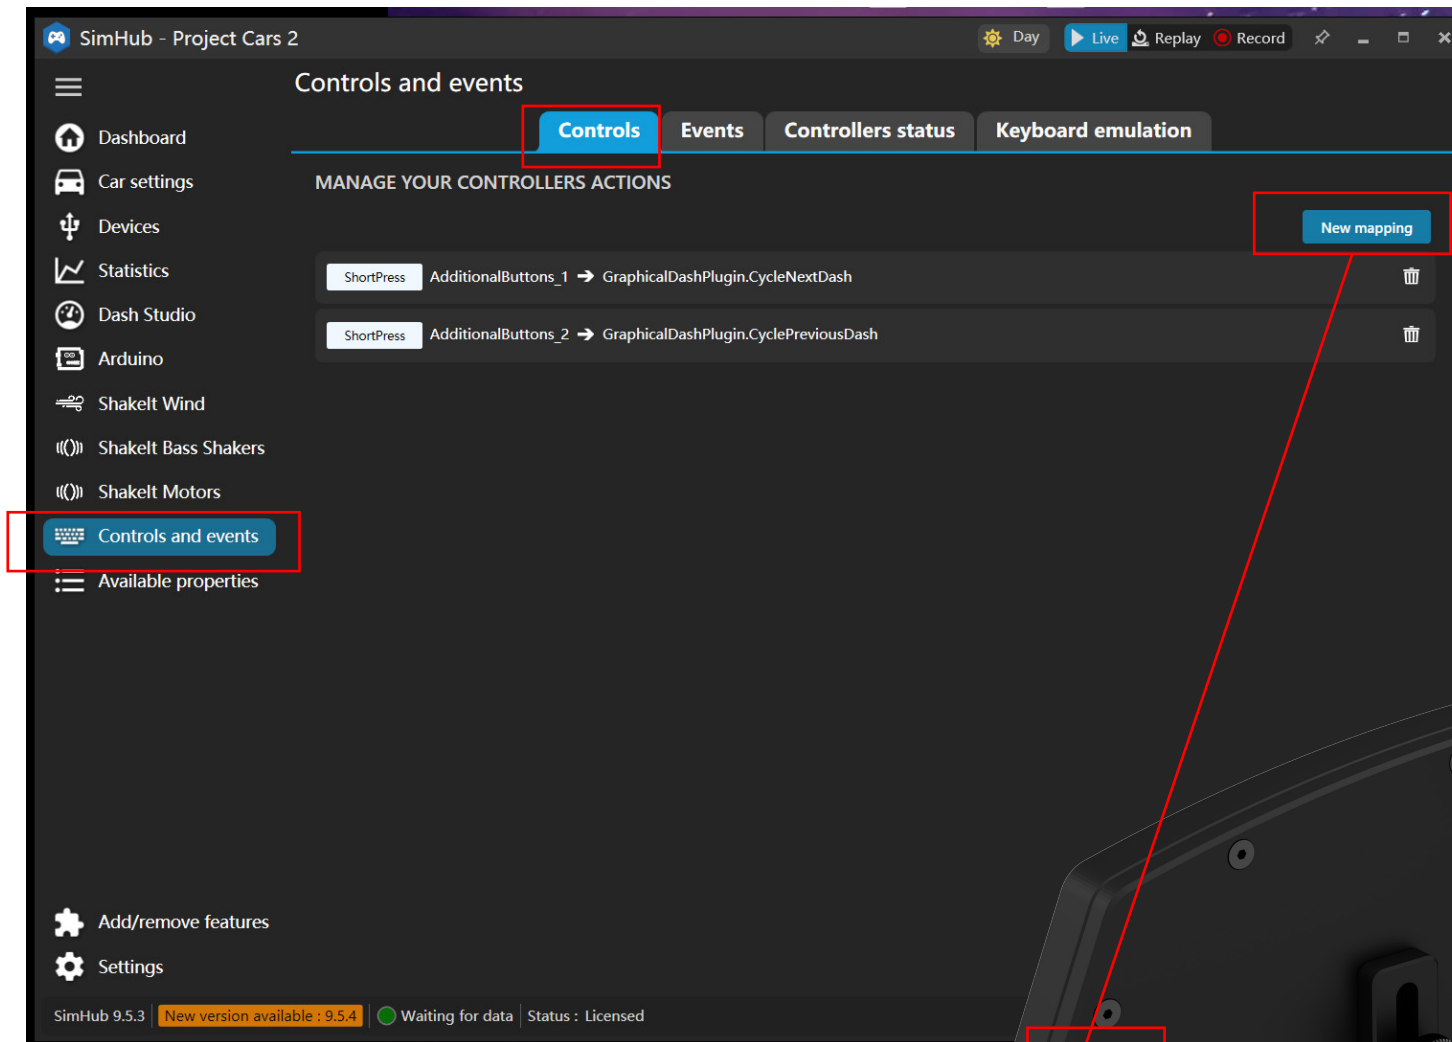 SimHub - Project Cars 2
Day
Live
Replay
Record
Controls and events
Controls
Events
Controllers status
Keyboard emulation
Dashboard
Car settings
Devices
Statistics
Dash Studio
Arduino
ShakeIt Wind
ShakeIt Bass Shakers
ShakeIt Motors
Controls and events
Available properties
MANAGE YOUR CONTROLLERS ACTIONS
New mapping
ShortPress AdditionalButtons_1 ➔ GraphicalDashPlugin.CycleNextDash
ShortPress AdditionalButtons_2 ➔ GraphicalDashPlugin.CyclePreviousDash
Add/remove features
Settings
SimHub 9.5.3 New version available : 9.5.4 Waiting for data Status : Licensed